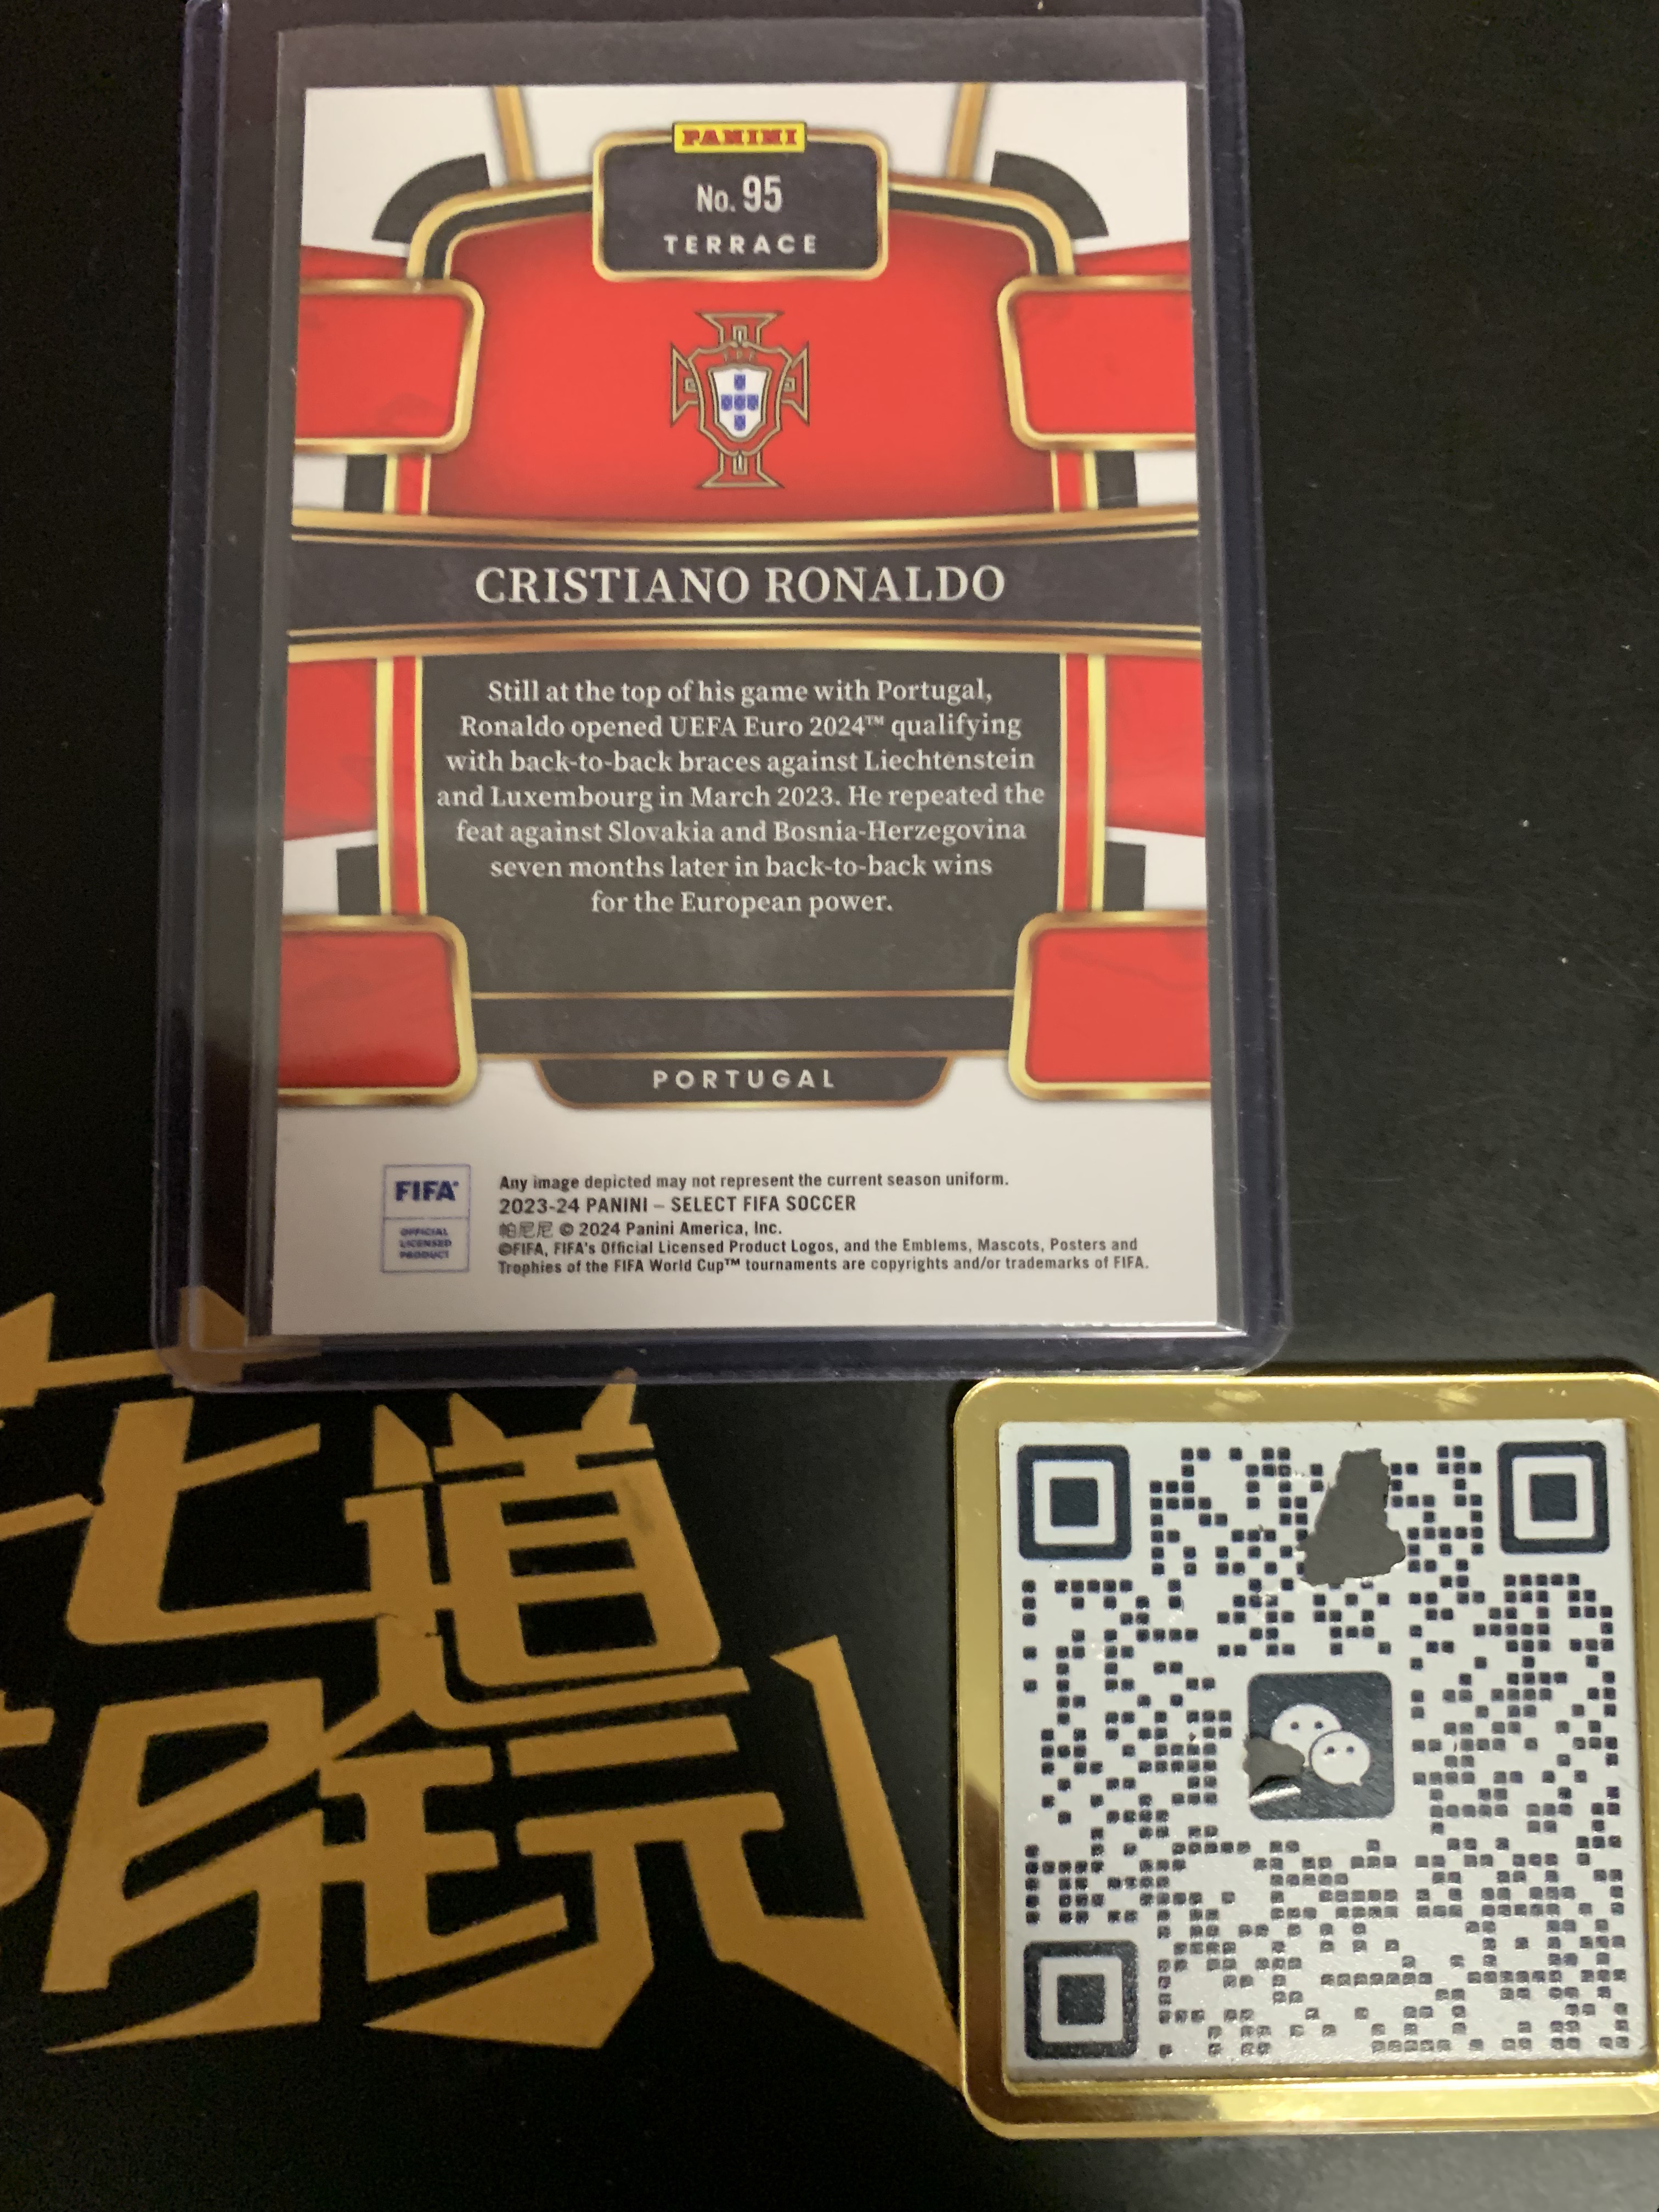 PANINI
No. 95
TERRACE
FPF
CRISTIANO RONALDO
Still at the top of his game with Portugal,
Ronaldo opened UEFA Euro 2024™ qualifying
with back-to-back braces against Liechtenstein
and Luxembourg in March 2023. He repeated the
feat against Slovakia and Bosnia-Herzegovina
seven months later in back-to-back wins
for the European power.
PORTUGAL
FIFA®
OFFICIAL
LICENSED
PRODUCT
Any image depicted may not represent the current season uniform.
2023-24 PANINI – SELECT FIFA SOCCER
帕尼尼 © 2024 Panini America, Inc.
©FIFA, FIFA's Official Licensed Product Logos, and the Emblems, Mascots, Posters and
Trophies of the FIFA World Cup™ tournaments are copyrights and/or trademarks of FIFA.